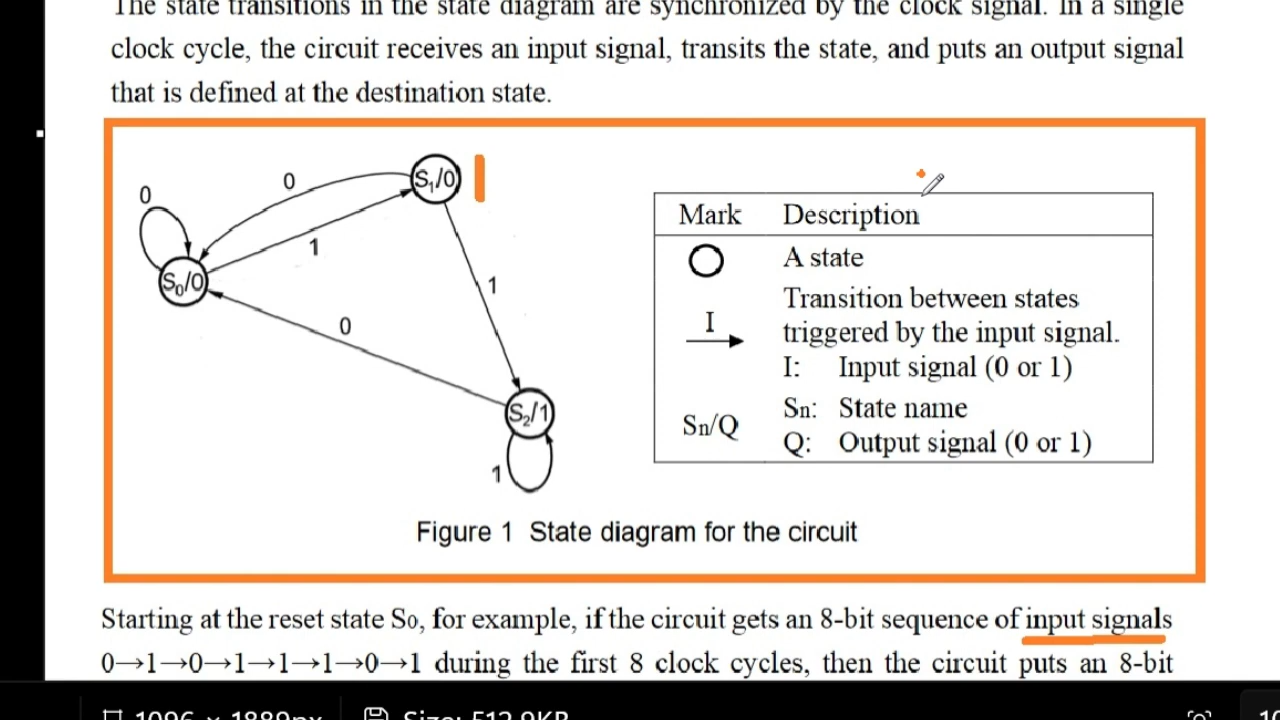 The state transitions in the state diagram are synchronized by the clock signal. In a single
clock cycle, the circuit receives an input signal, transits the state, and puts an output signal
that is defined at the destination state.
0
0
S1/0
1
S0/0
1
0
S2/1
1
Mark Description
A state
Transition between states
I triggered by the input signal.
I: Input signal (0 or 1)
Sn/Q Sn: State name
Q: Output signal (0 or 1)
Figure 1 State diagram for the circuit
Starting at the reset state S0, for example, if the circuit gets an 8-bit sequence of input signals
0→1→0→1→1→1→0→1 during the first 8 clock cycles, then the circuit puts an 8-bit